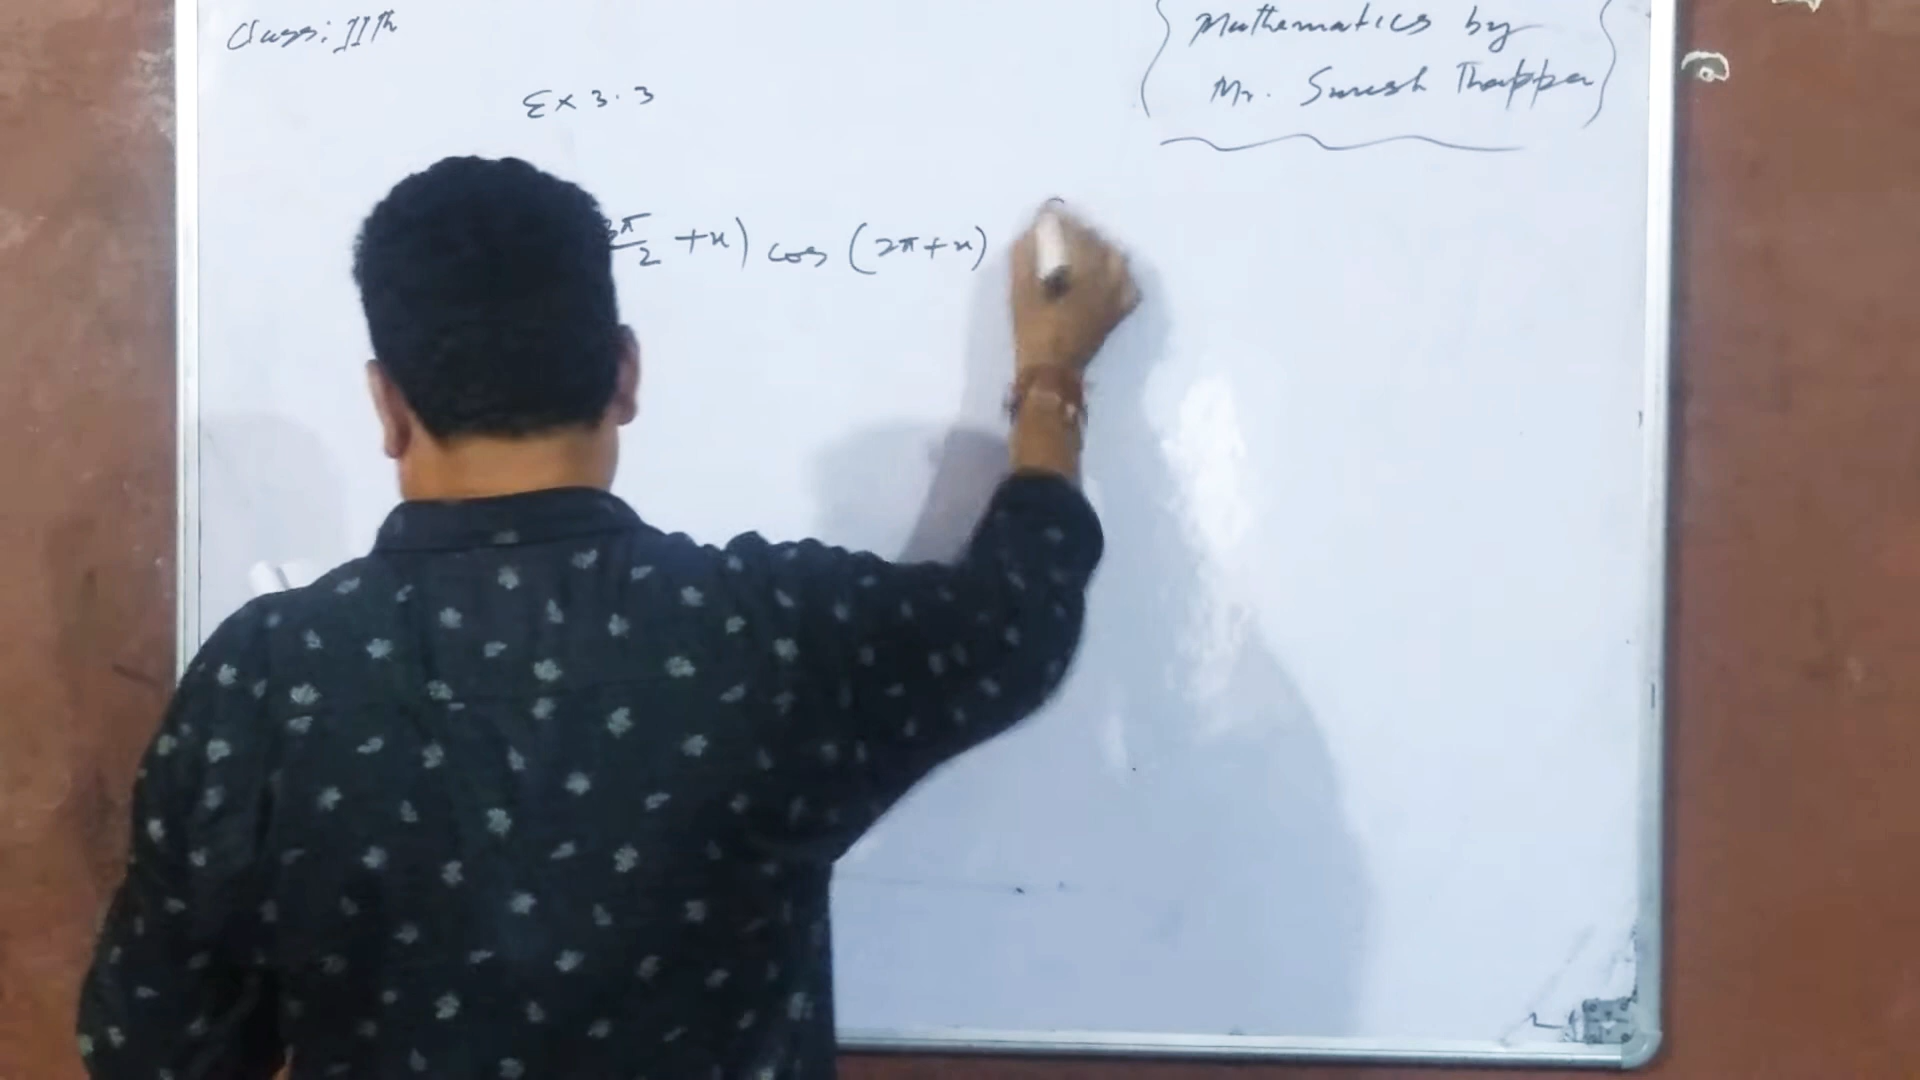 Class: 11th
Mathematics by
Mr. Suresh Thappa
Ex 3.3
3π/2 + x) cos (2π + x)